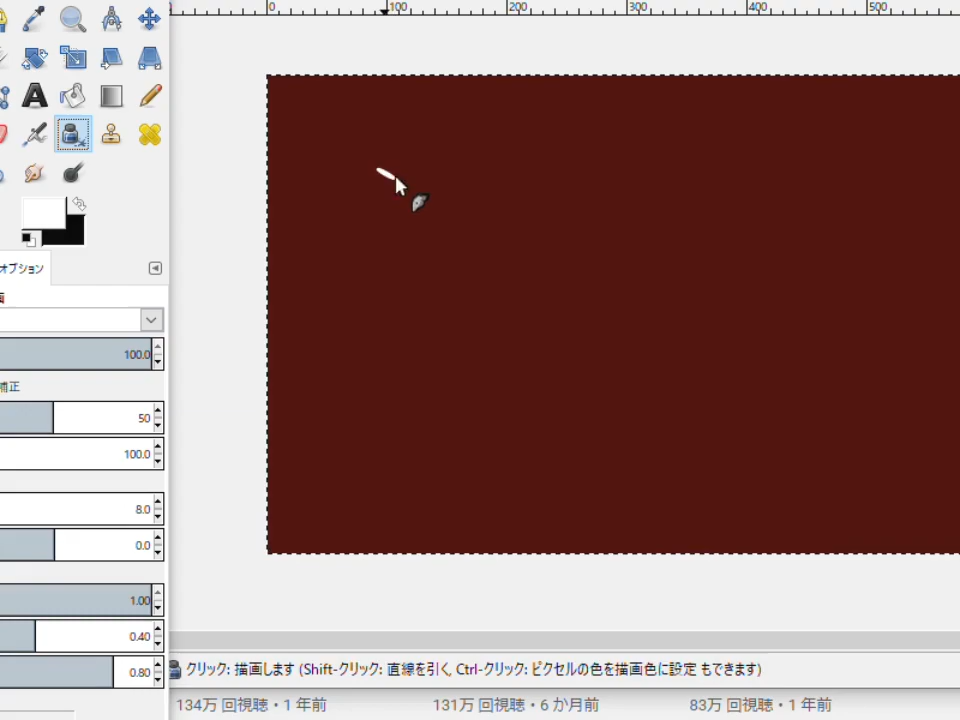 0 100 200 300 400 500
オプション
100.0
補正
50
100.0
8.0
0.0
1.00
0.40
0.80
クリック: 描画します (Shift-クリック: 直線を引く, Ctrl-クリック: ピクセルの色を描画色に設定 もできます)
134万 回視聴・1 年前 131万 回視聴・6 か月前 83万 回視聴・1 年前